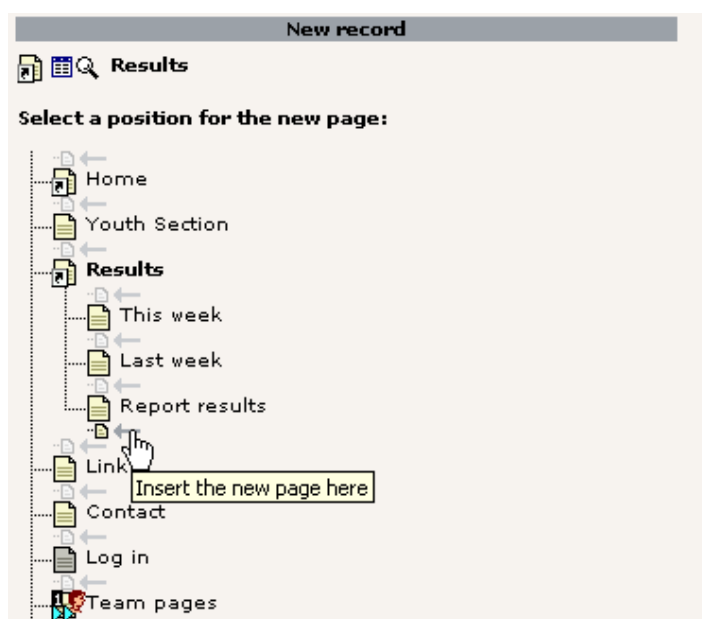 New record
Results
Select a position for the new page:
Home
Youth Section
Results
This week
Last week
Report results
Link
Insert the new page here
Contact
Log in
Team pages